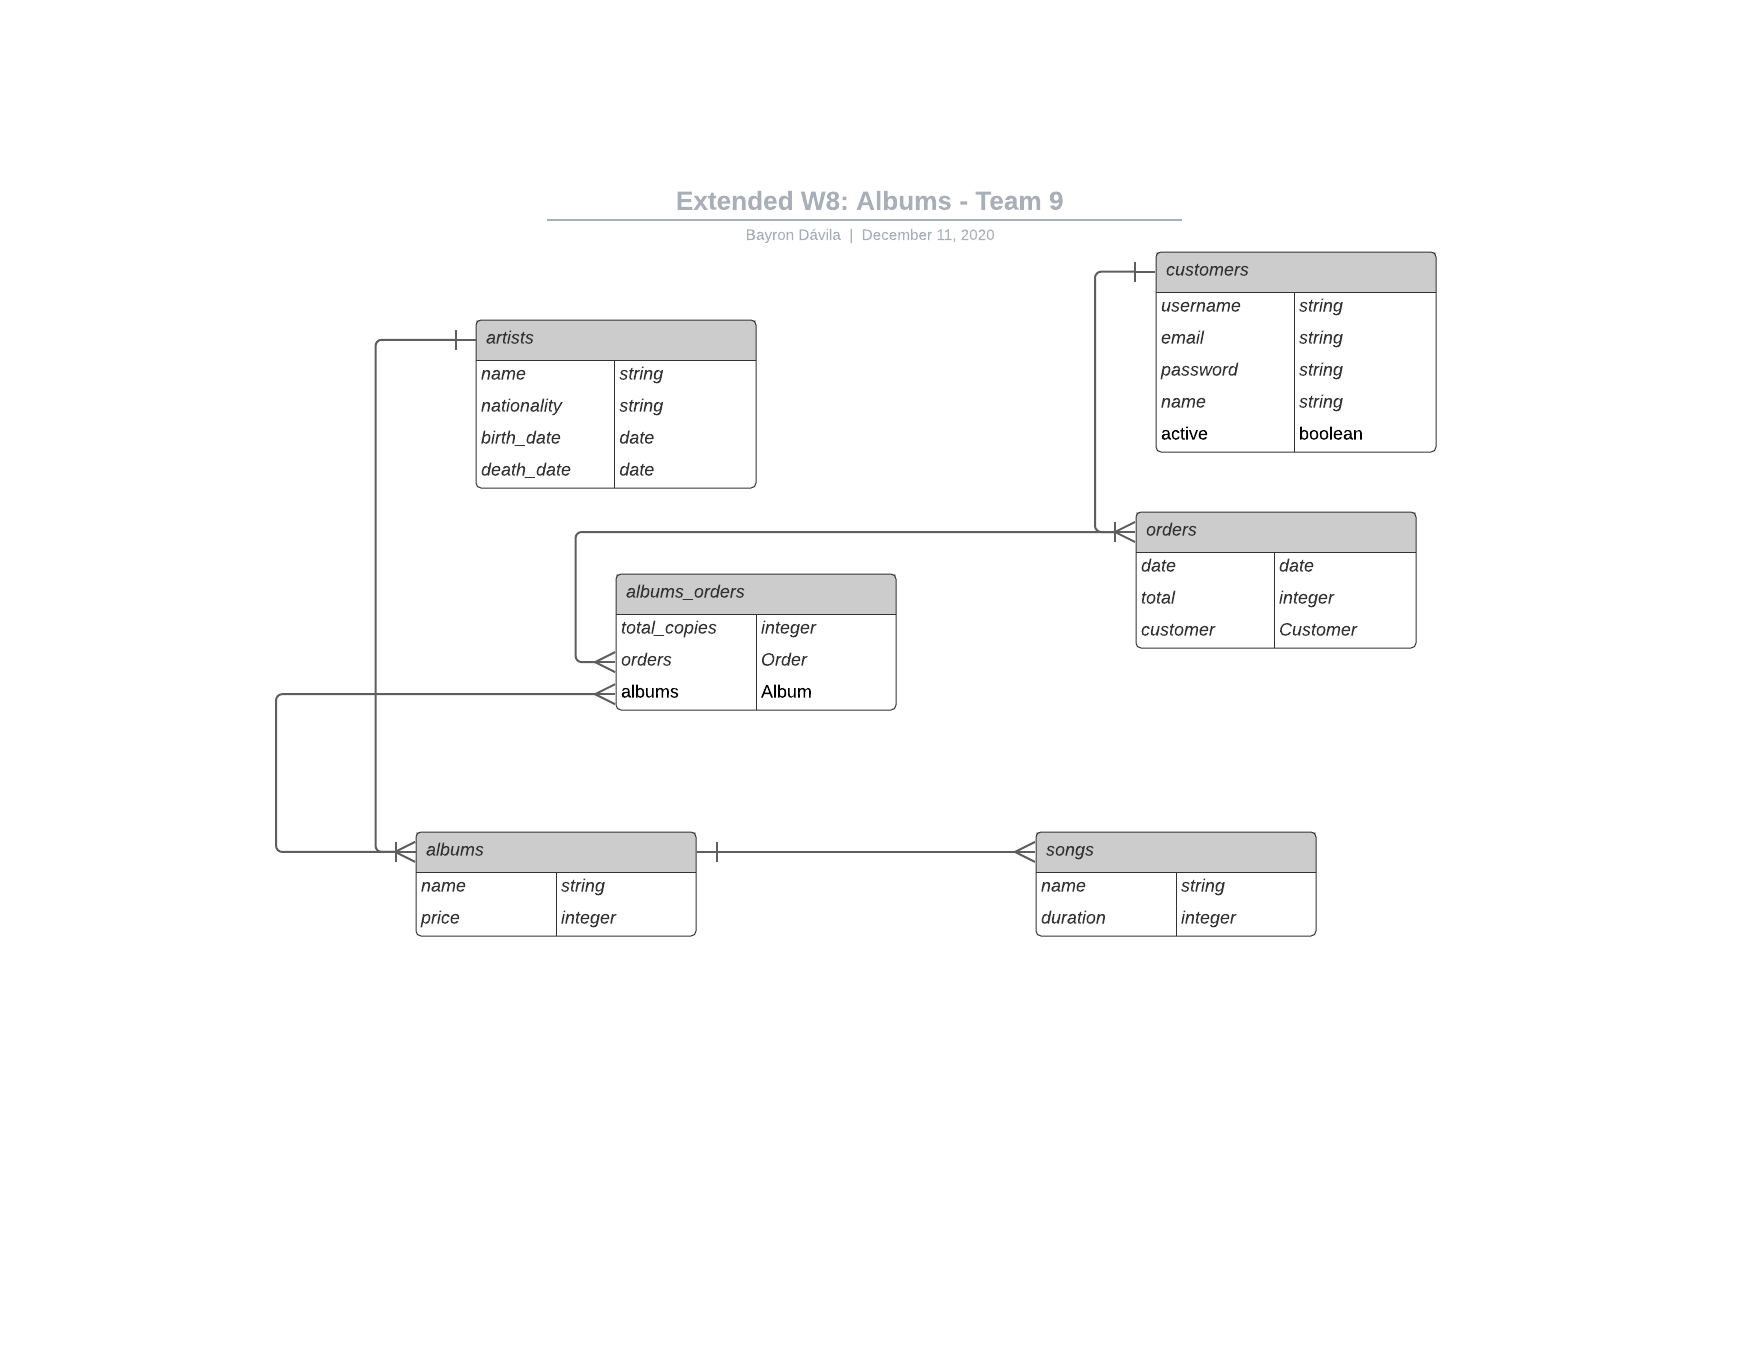 Extended W8: Albums - Team 9
Bayron Dávila | December 11, 2020
customers
username string
email string
password string
name string
active boolean
artists
name string
nationality string
birth_date date
death_date date
orders
date date
total integer
customer Customer
albums_orders
total_copies integer
orders Order
albums Album
albums
name string
price integer
songs
name string
duration integer